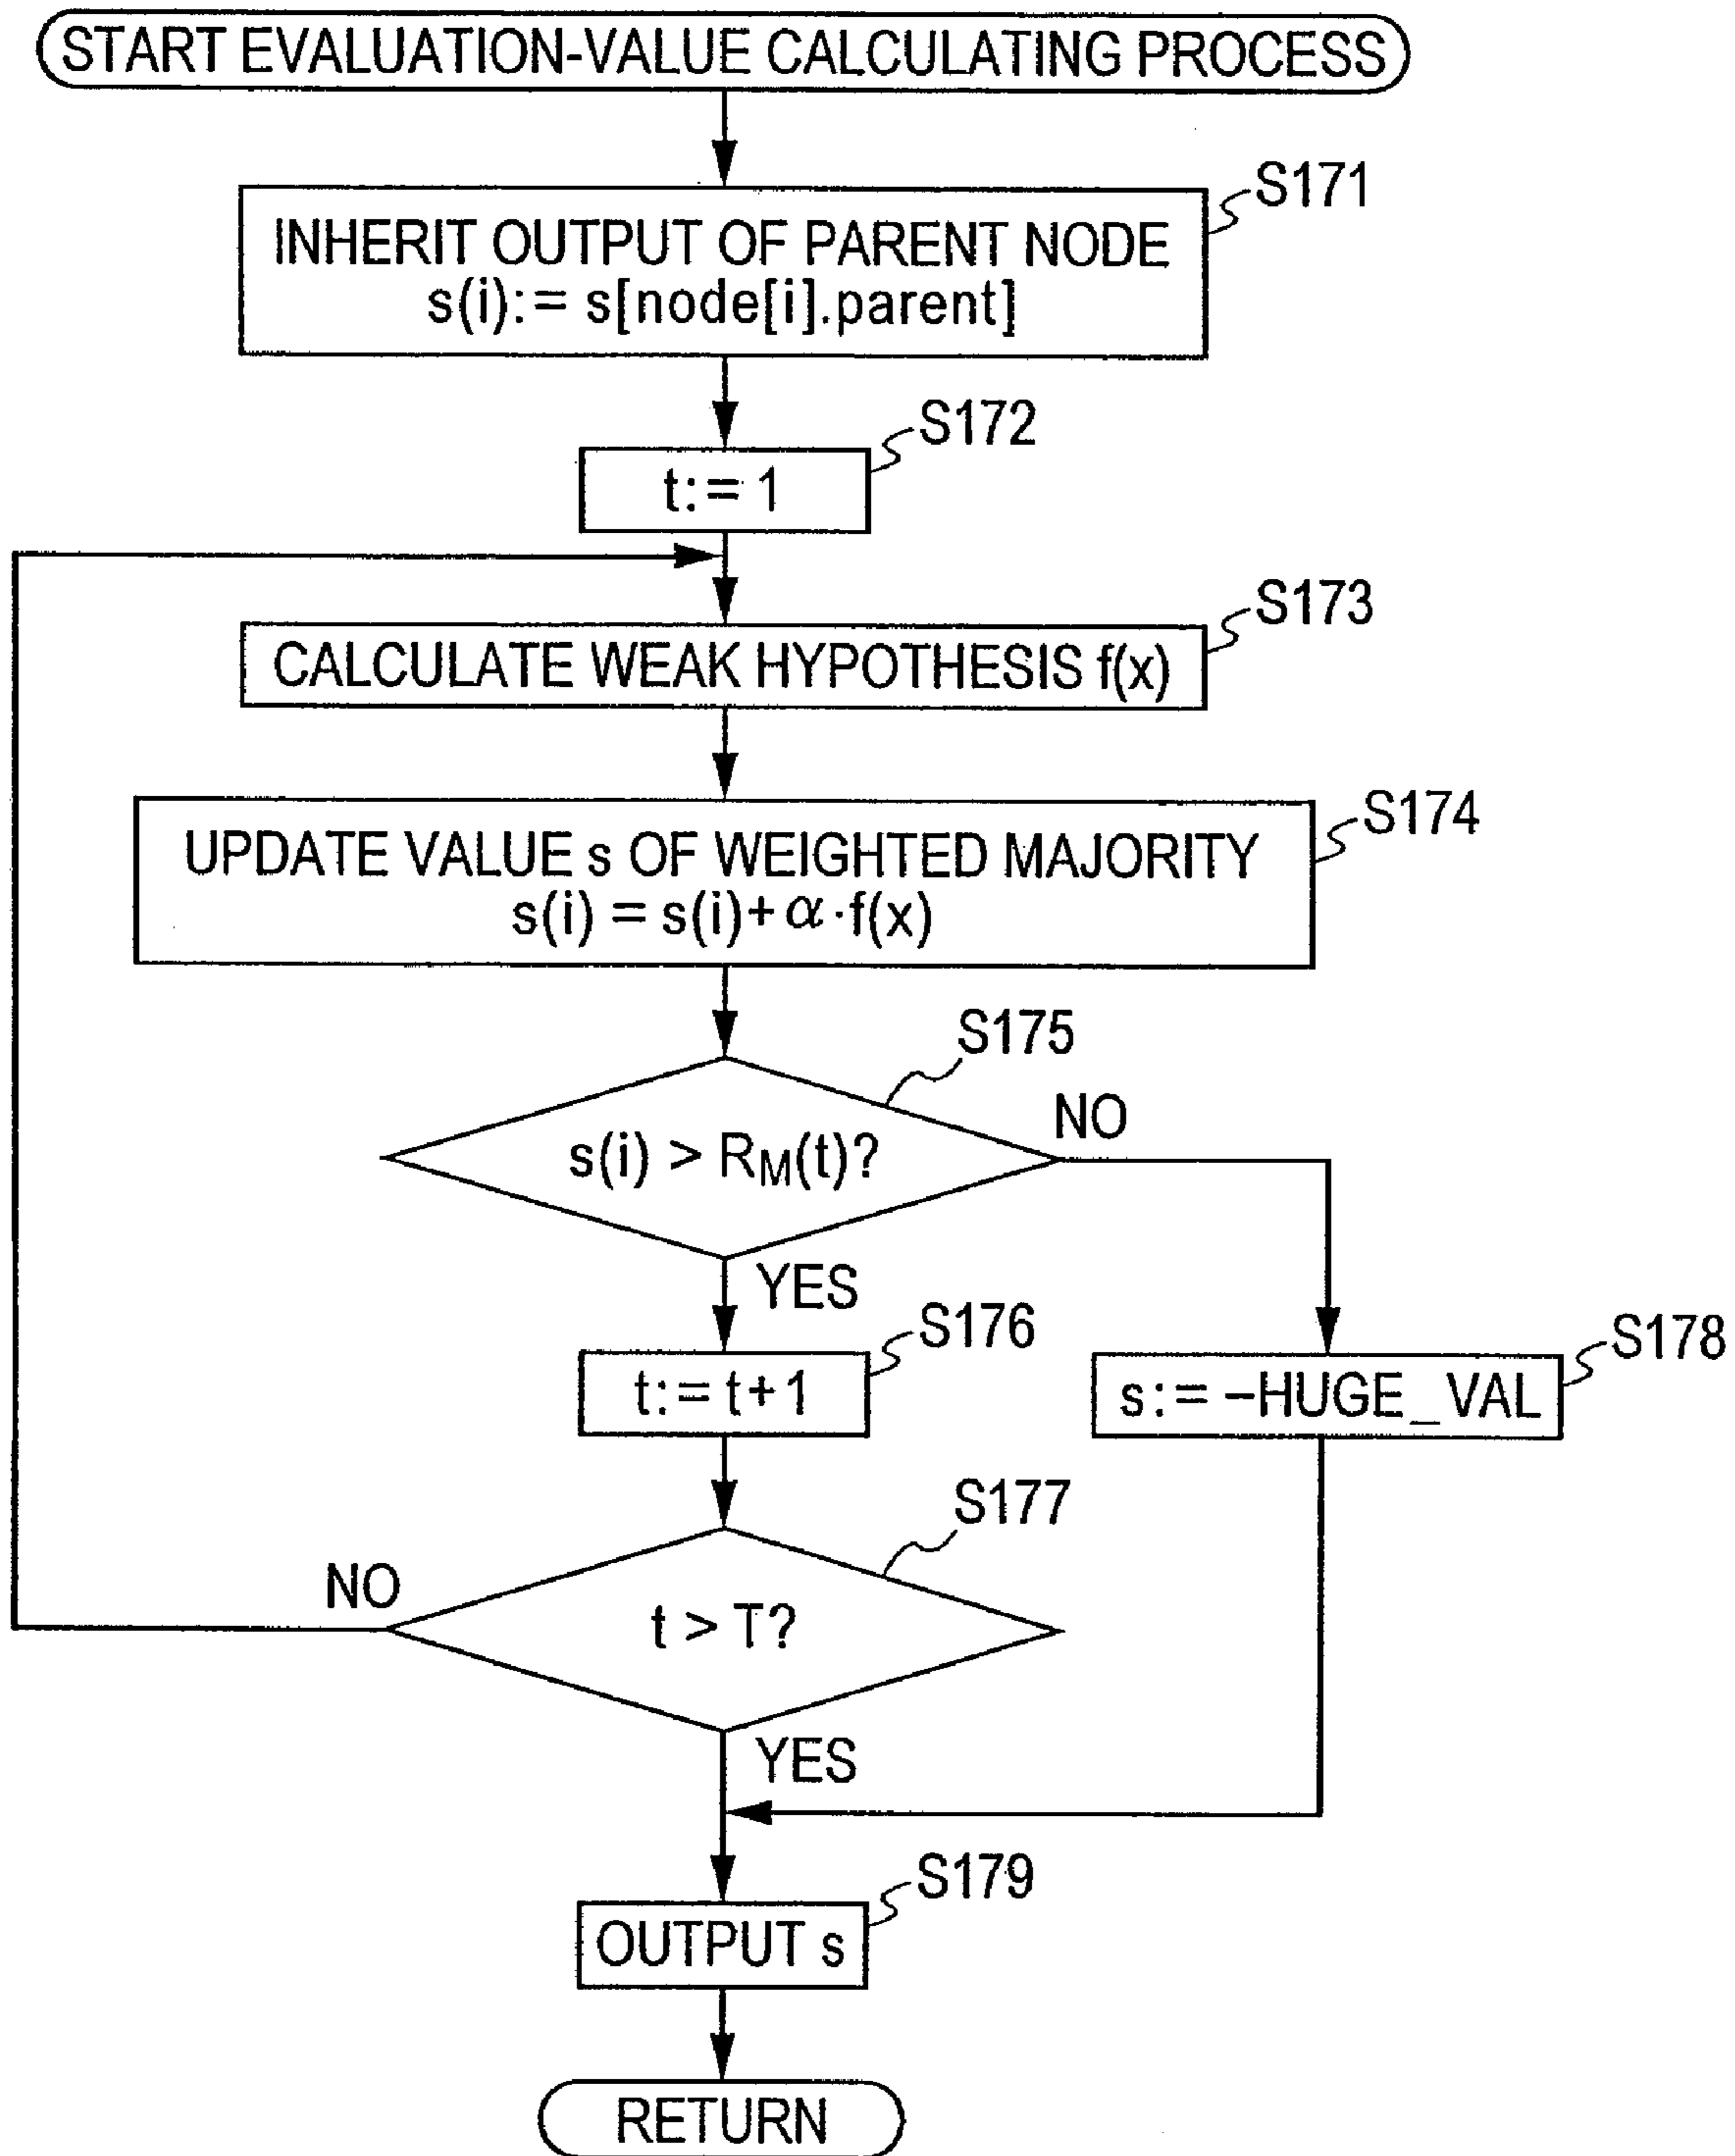 START EVALUATION-VALUE CALCULATING PROCESS
S171
INHERIT OUTPUT OF PARENT NODE
s(i):= s[node[i].parent]
S172
t:= 1
S173
CALCULATE WEAK HYPOTHESIS f(x)
S174
UPDATE VALUE s OF WEIGHTED MAJORITY
s(i) = s(i)+α·f(x)
S175
s(i) > RM(t)?
NO
YES
S176
t:= t+1
S178
s:= –HUGE_VAL
S177
t > T?
NO
YES
S179
OUTPUT s
RETURN